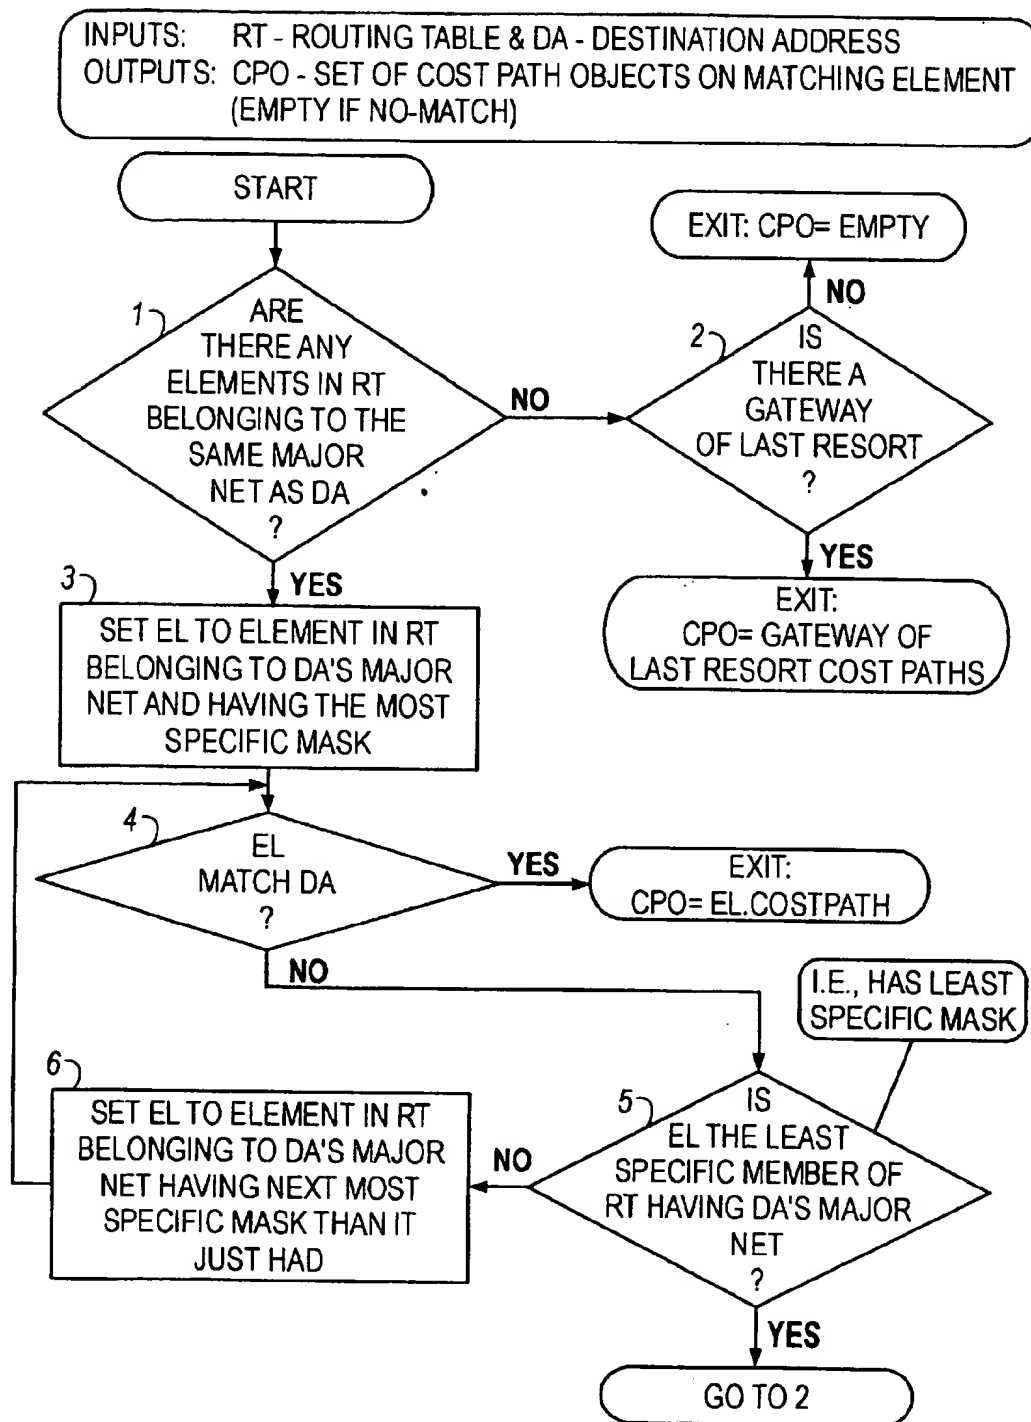 INPUTS: RT - ROUTING TABLE & DA - DESTINATION ADDRESS
OUTPUTS: CPO - SET OF COST PATH OBJECTS ON MATCHING ELEMENT
(EMPTY IF NO-MATCH)
START
EXIT: CPO= EMPTY
NO
1
ARE
THERE ANY
ELEMENTS IN RT
BELONGING TO THE
SAME MAJOR
NET AS DA
?
NO
2
IS
THERE A
GATEWAY
OF LAST RESORT
?
YES
YES
EXIT:
CPO= GATEWAY OF
LAST RESORT COST PATHS
3
SET EL TO ELEMENT IN RT
BELONGING TO DA'S MAJOR
NET AND HAVING THE MOST
SPECIFIC MASK
4
EL
MATCH DA
?
YES
EXIT:
CPO= EL.COSTPATH
NO
I.E., HAS LEAST
SPECIFIC MASK
5
IS
EL THE LEAST
SPECIFIC MEMBER OF
RT HAVING DA'S MAJOR
NET
?
NO
6
SET EL TO ELEMENT IN RT
BELONGING TO DA'S MAJOR
NET HAVING NEXT MOST
SPECIFIC MASK THAN IT
JUST HAD
YES
GO TO 2